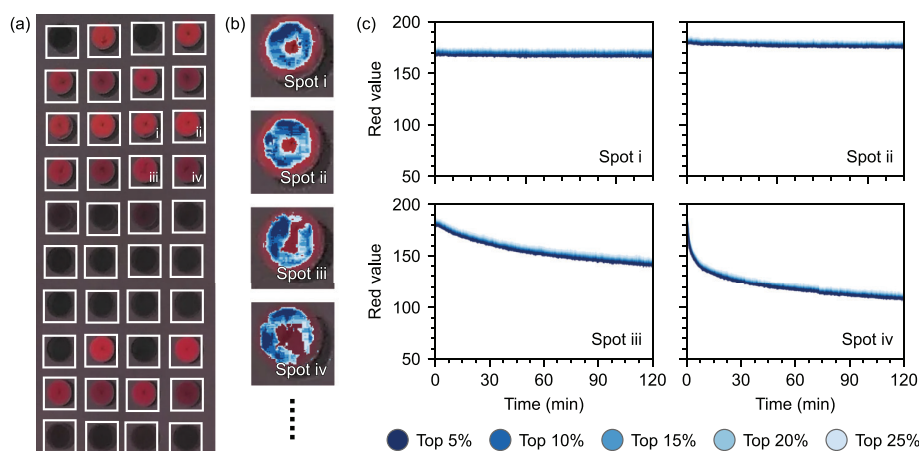 (a)
i
ii
iii
iv
(b)
Spot i
Spot ii
Spot iii
Spot iv
(c)
200
150
100
50
Red value
Spot i
Spot ii
200
150
100
50
Red value
0 30 60 90 120
Time (min)
Spot iii
0 30 60 90 120
Time (min)
Spot iv
Top 5% Top 10% Top 15% Top 20% Top 25%